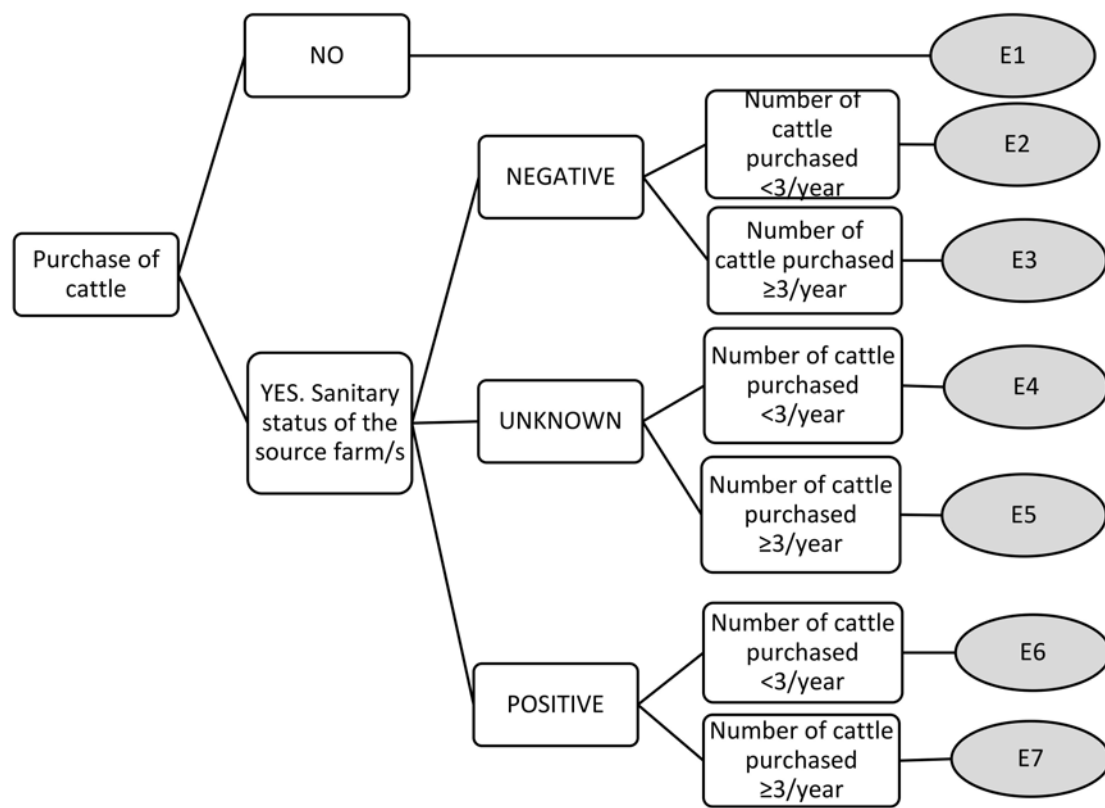 NO
E1
Number of
cattle
purchased
<3/year
E2
NEGATIVE
Number of
cattle purchased
≥3/year
E3
Purchase of
cattle
YES. Sanitary
status of the
source farm/s
Number of cattle
purchased
<3/year
E4
UNKNOWN
Number of cattle
purchased
≥3/year
E5
Number of cattle
purchased
<3/year
E6
POSITIVE
Number of cattle
purchased
≥3/year
E7